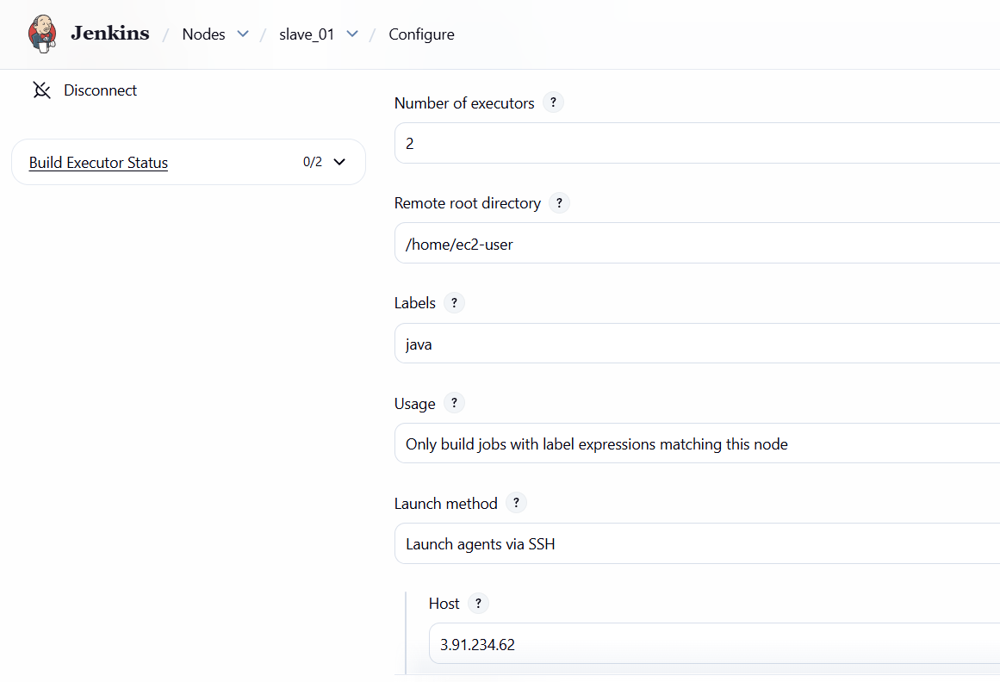 Jenkins / Nodes / slave_01 / Configure
Disconnect
Build Executor Status 0/2
Number of executors ?
2
Remote root directory ?
/home/ec2-user
Labels ?
java
Usage ?
Only build jobs with label expressions matching this node
Launch method ?
Launch agents via SSH
Host ?
3.91.234.62